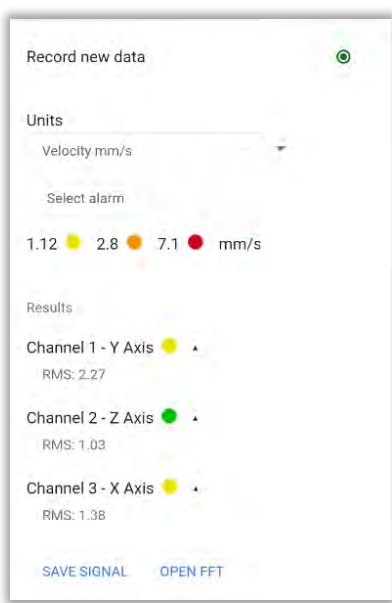 Record new data
Units
Velocity mm/s
Select alarm
1.12 2.8 7.1 mm/s
Results
Channel 1 - Y Axis
RMS: 2.27
Channel 2 - Z Axis
RMS: 1.03
Channel 3 - X Axis
RMS: 1.38
SAVE SIGNAL OPEN FFT